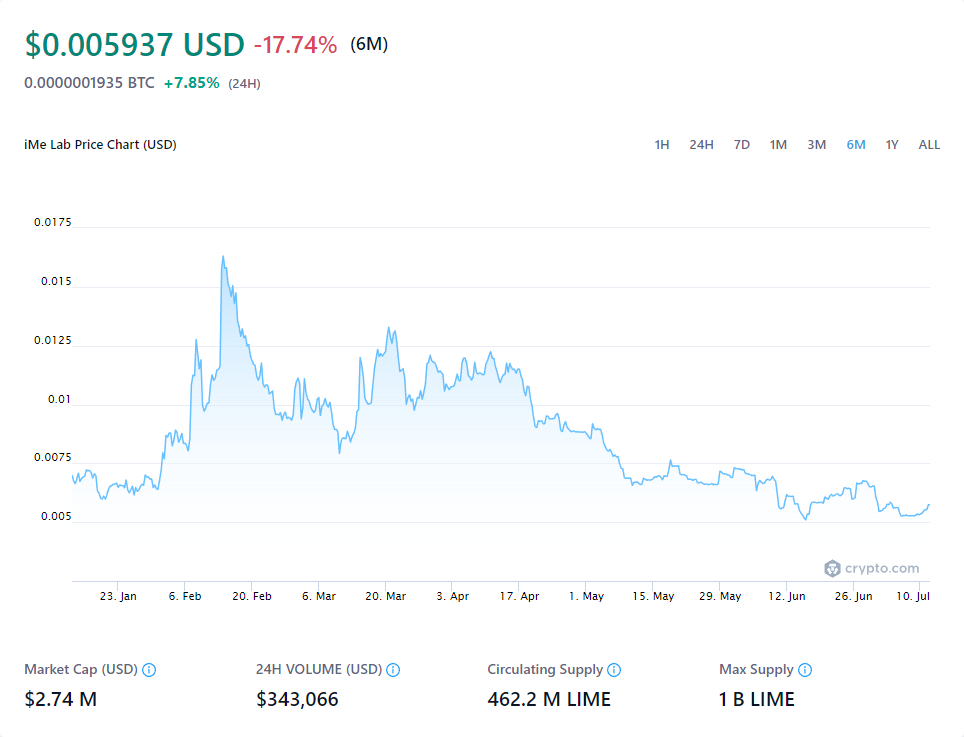 $0.005937 USD -17.74% (6M)
0.0000001935 BTC +7.85% (24H)
iMe Lab Price Chart (USD)
1H 24H 7D 1M 3M 6M 1Y ALL
0.0175
0.015
0.0125
0.01
0.0075
0.005
crypto.com
23. Jan 6. Feb 20. Feb 6. Mar 20. Mar 3. Apr 17. Apr 1. May 15. May 29. May 12. Jun 26. Jun 10. Jul
Market Cap (USD) 24H VOLUME (USD) Circulating Supply Max Supply
$2.74 M $343,066 462.2 M LIME 1 B LIME